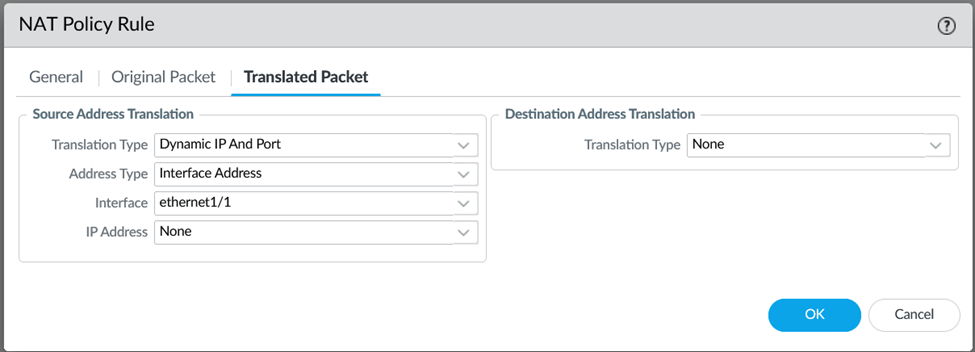 NAT Policy Rule
?
General
Original Packet
Translated Packet
Source Address Translation
Translation Type Dynamic IP And Port
Address Type Interface Address
Interface ethernet1/1
IP Address None
Destination Address Translation
Translation Type None
OK
Cancel